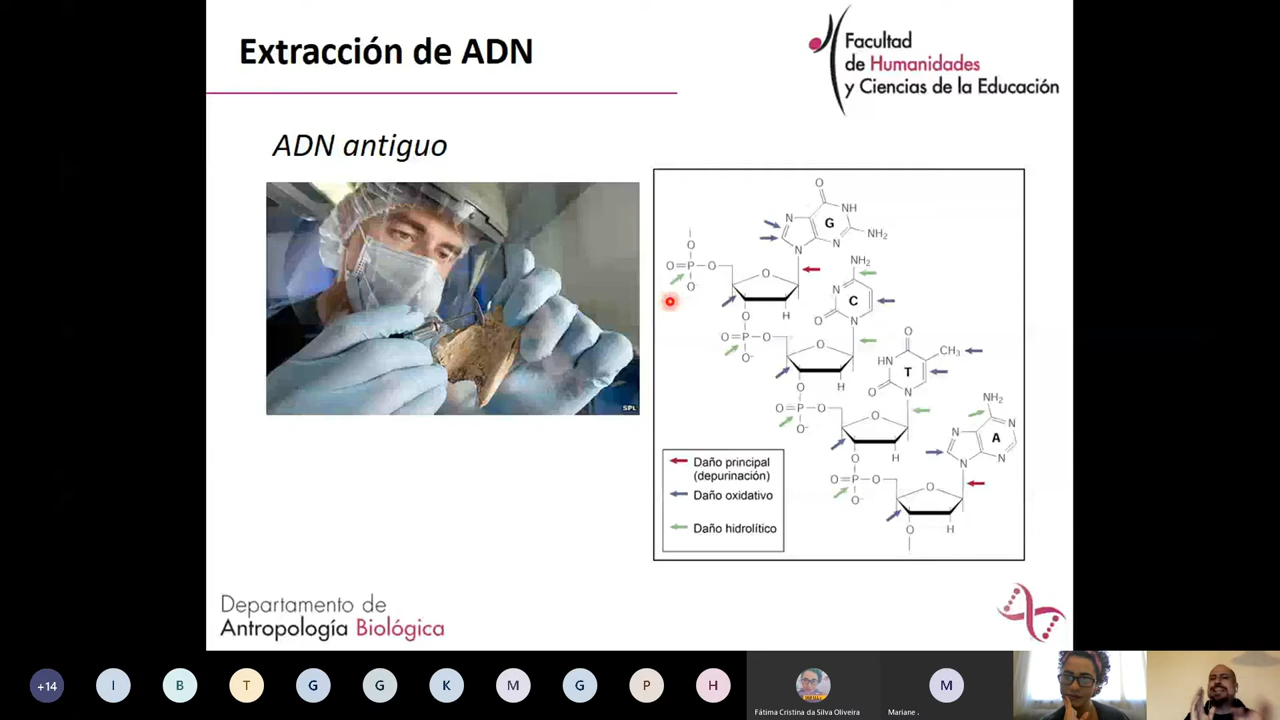 Extracción de ADN
Facultad
de Humanidades
y Ciencias de la Educación
ADN antiguo
SPL
O
N
NH
G
N
NH₂
N
O
O
P
O
O
O
NH₂
N
C
O
N
H
O
O
P
O
O⁻
O
O
HN
CH₃
T
O
N
H
O
O
P
O
O⁻
O
NH₂
N
N
A
N
N
H
O
O
P
O
O⁻
O
H
O
Daño principal
(depurinación)
Daño oxidativo
Daño hidrolítico
Departamento de
Antropología Biológica
+14
I
B
T
G
G
K
M
G
P
H
M
Fátima Cristina da Silva Oliveira
Mariane .